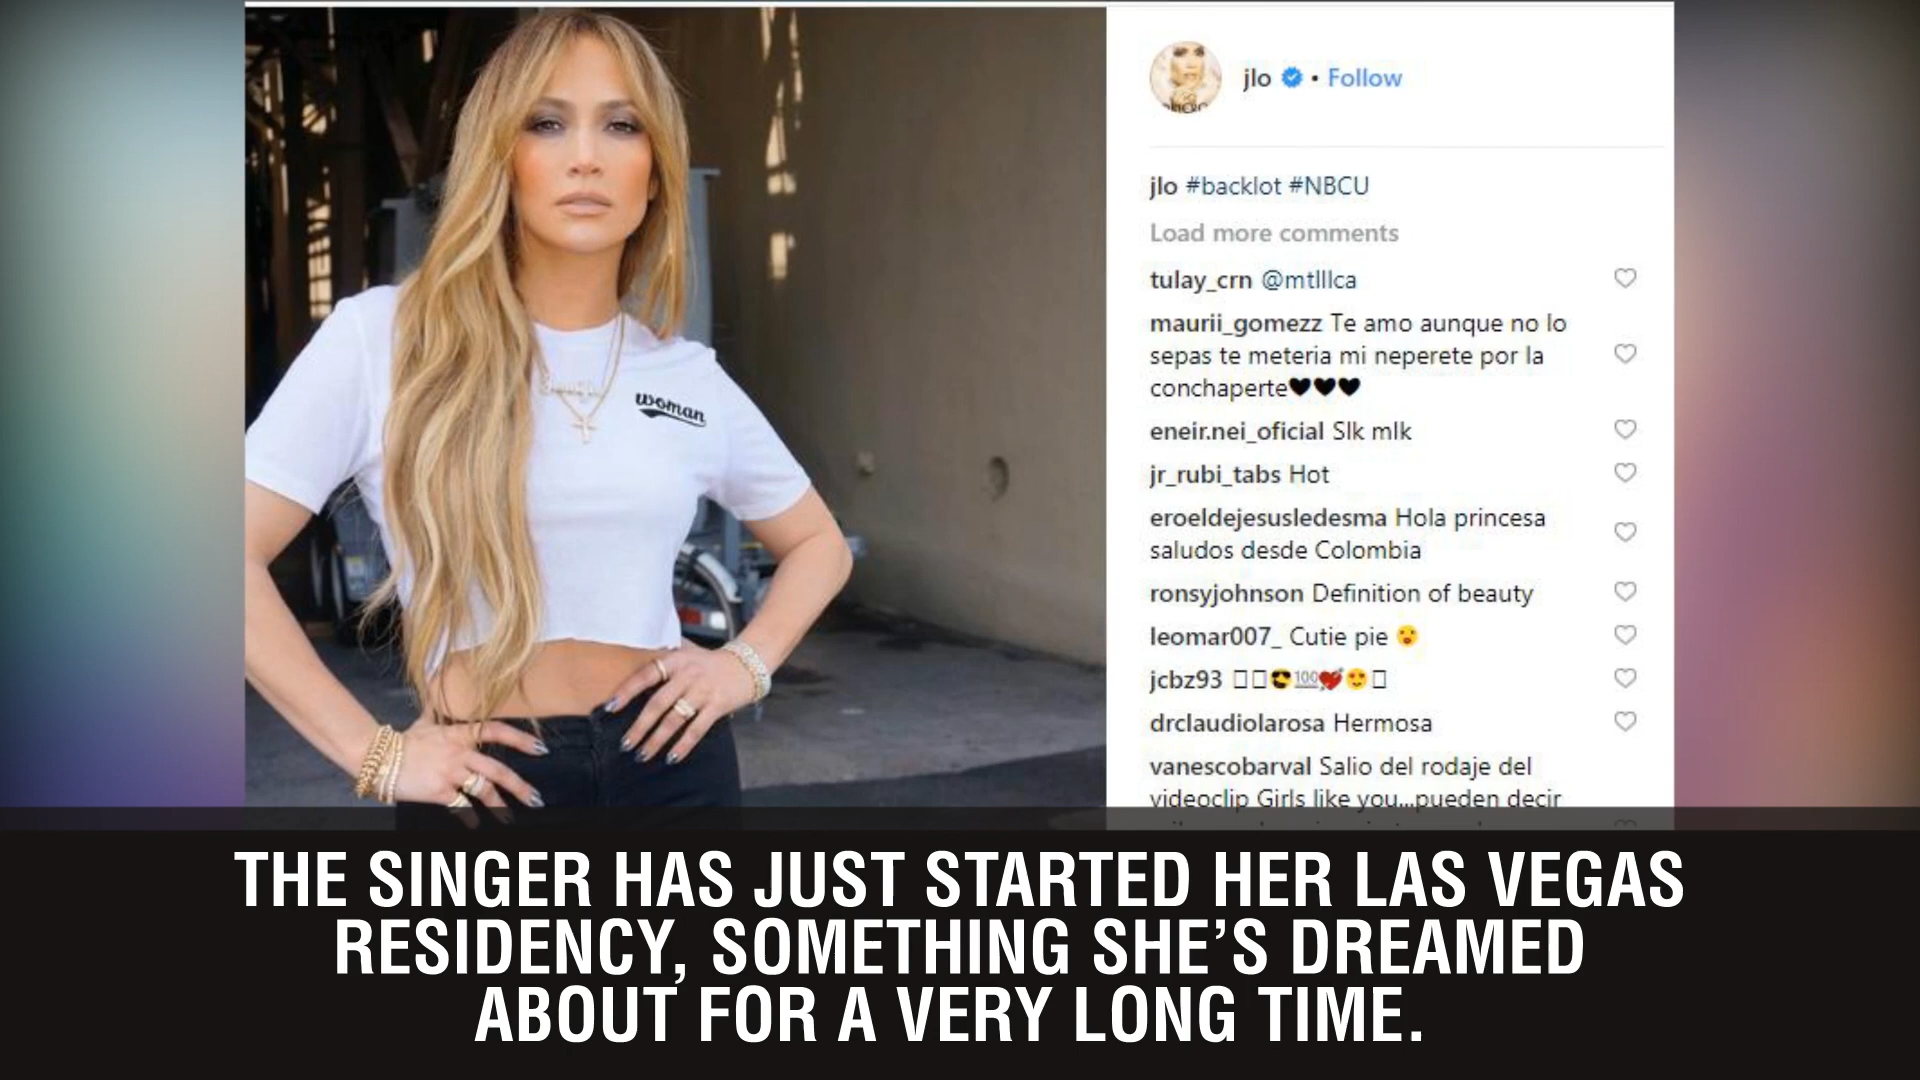 jlo • Follow
jlo #backlot #NBCU
Load more comments
tulay_crn @mtlllca
maurii_gomezz Te amo aunque no lo
sepas te meteria mi neperete por la
conchaperte🖤🖤🖤
eneir.nei_oficial Slk mlk
jr_rubi_tabs Hot
eroeldejesusledesma Hola princesa
saludos desde Colombia
ronsyjohnson Definition of beauty
leomar007_ Cutie pie 😮
jcbz93 😎💯💘😍
drclaudiolarosa Hermosa
vanescobarval Salio del rodaje del
videoclip Girls like you...pueden decir
woman
THE SINGER HAS JUST STARTED HER LAS VEGAS
RESIDENCY, SOMETHING SHE’S DREAMED
ABOUT FOR A VERY LONG TIME.